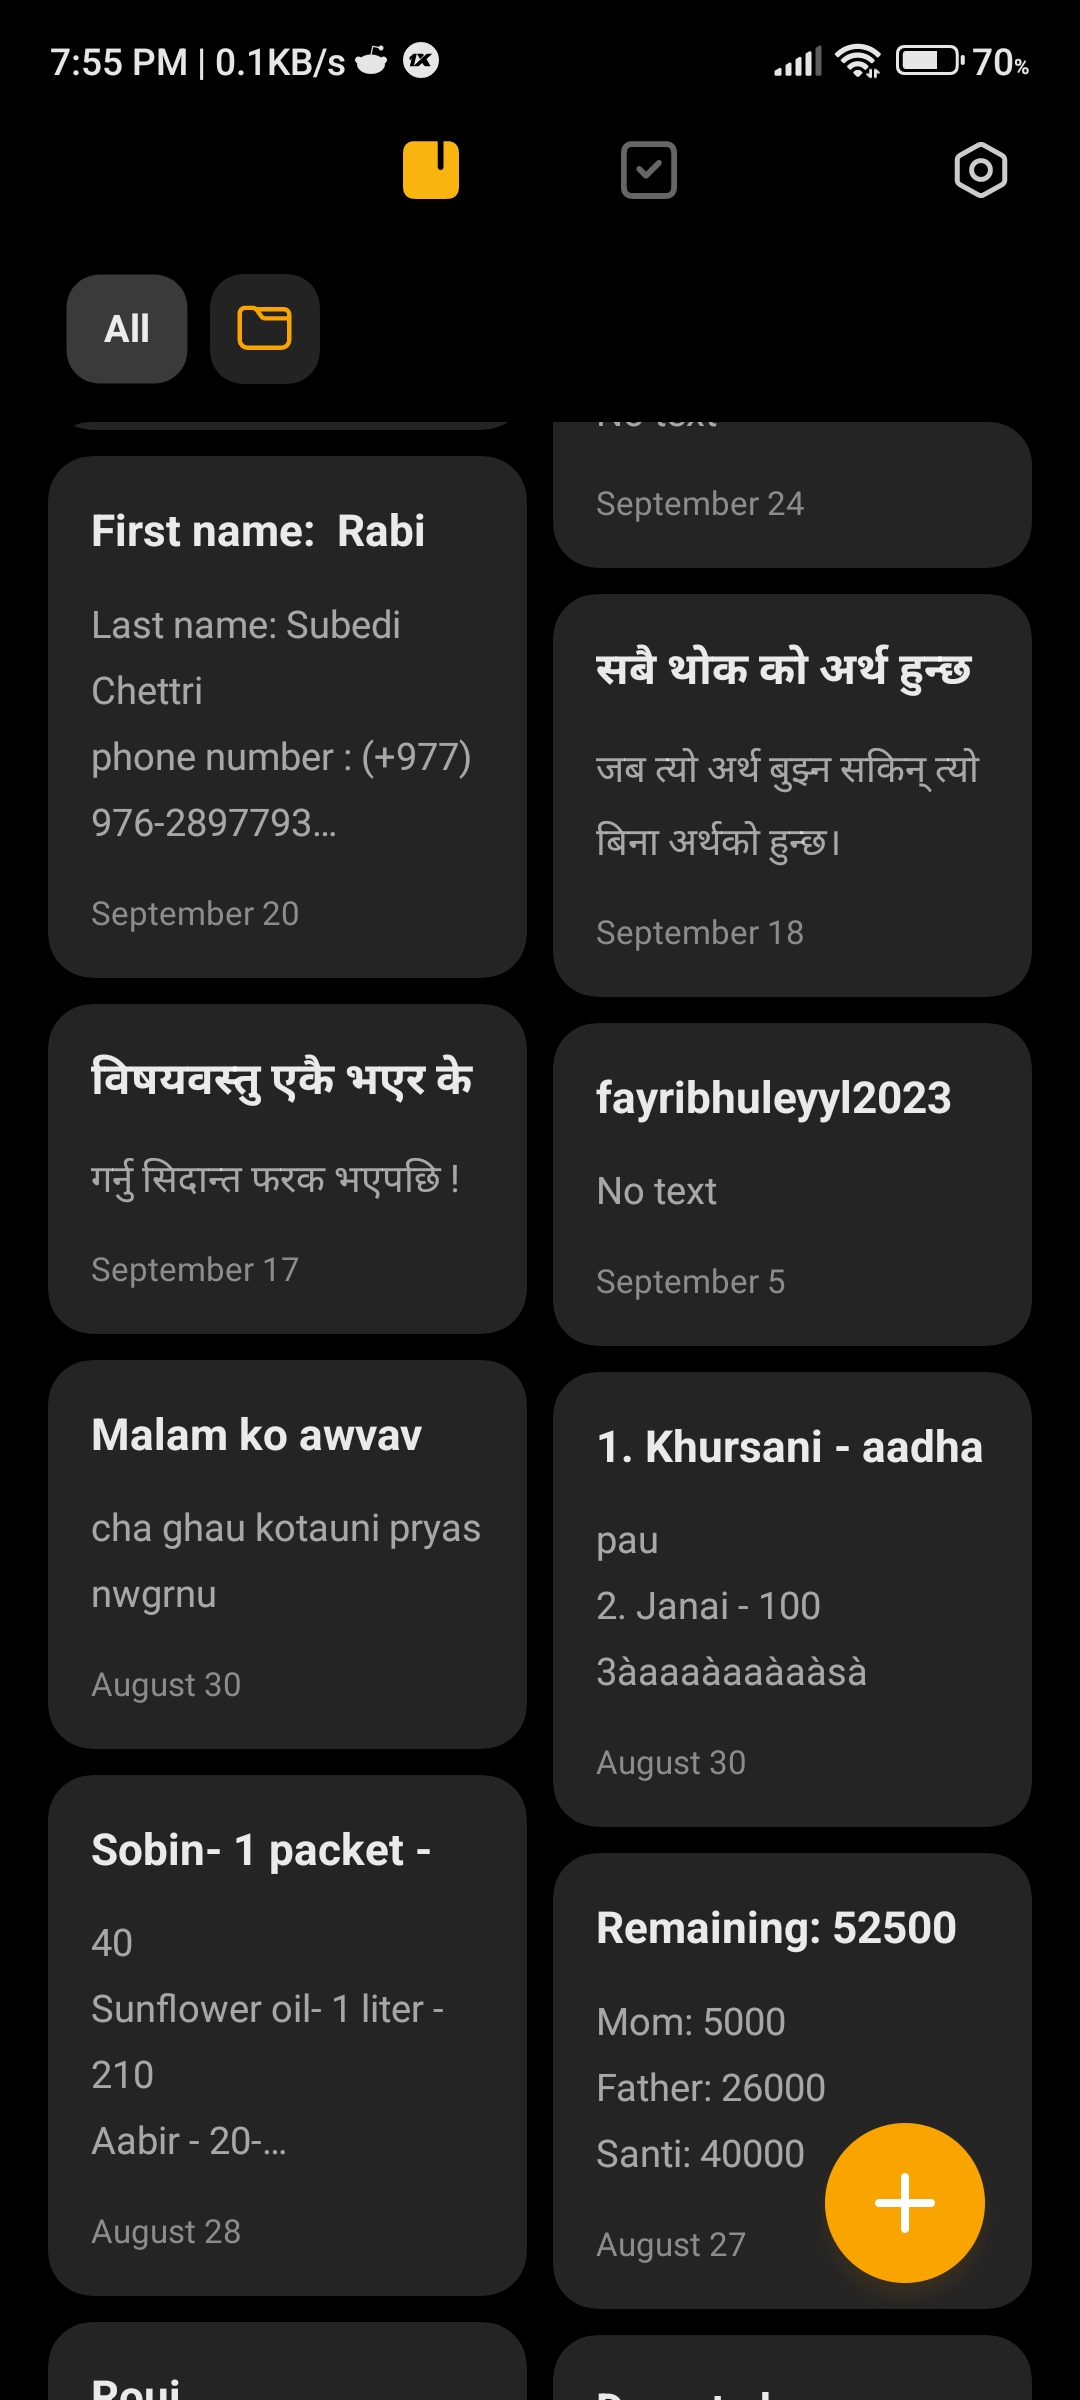 7:55 PM | 0.1KB/s
70%
All
No text
September 24
First name:  Rabi
Last name: Subedi
Chettri
phone number : (+977)
976-2897793...
September 20
सबै थोक को अर्थ हुन्छ
जब त्यो अर्थ बुझ्न सकिन् त्यो
बिना अर्थको हुन्छ।
September 18
विषयवस्तु एकै भएर के
गर्नु सिदान्त फरक भएपछि !
September 17
fayribhuleyyl2023
No text
September 5
Malam ko awvav
cha ghau kotauni pryas
nwgrnu
August 30
1. Khursani - aadha
pau
2. Janai - 100
3àaaaàaaàaàsà
August 30
Sobin- 1 packet -
40
Sunflower oil- 1 liter -
210
Aabir - 20-...
August 28
Remaining: 52500
Mom: 5000
Father: 26000
Santi: 40000
August 27